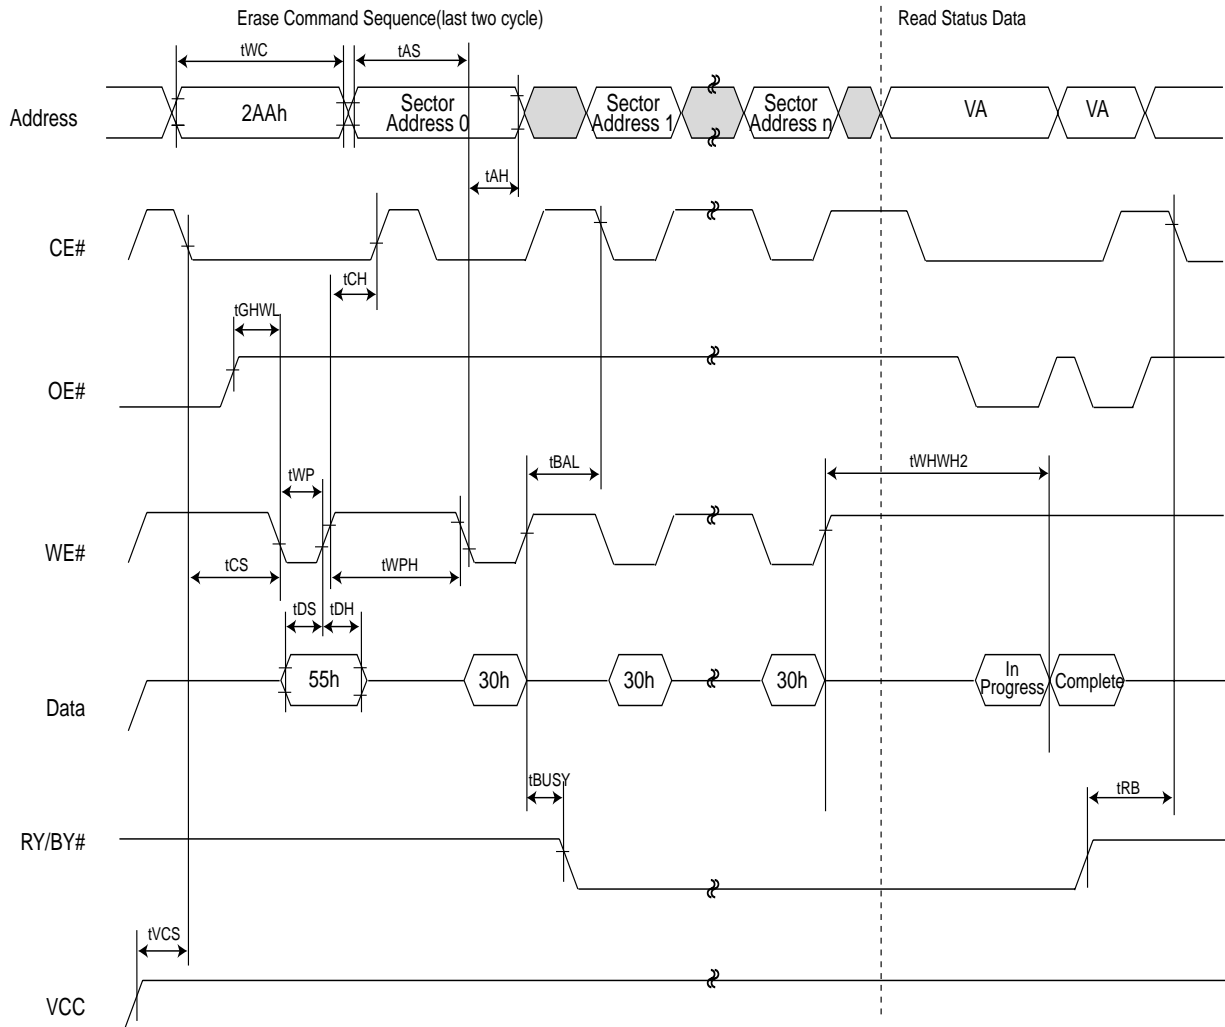 Erase Command Sequence(last two cycle)
Read Status Data
tWC
tAS
Address
2AAh
Sector
Address 0
Sector
Address 1
Sector
Address n
VA
VA
tAH
CE#
tCH
tGHWL
OE#
tBAL
tWHWH2
tWP
WE#
tCS
tWPH
tDS
tDH
Data
55h
30h
30h
30h
In
Progress
Complete
tBUSY
tRB
RY/BY#
tVCS
VCC